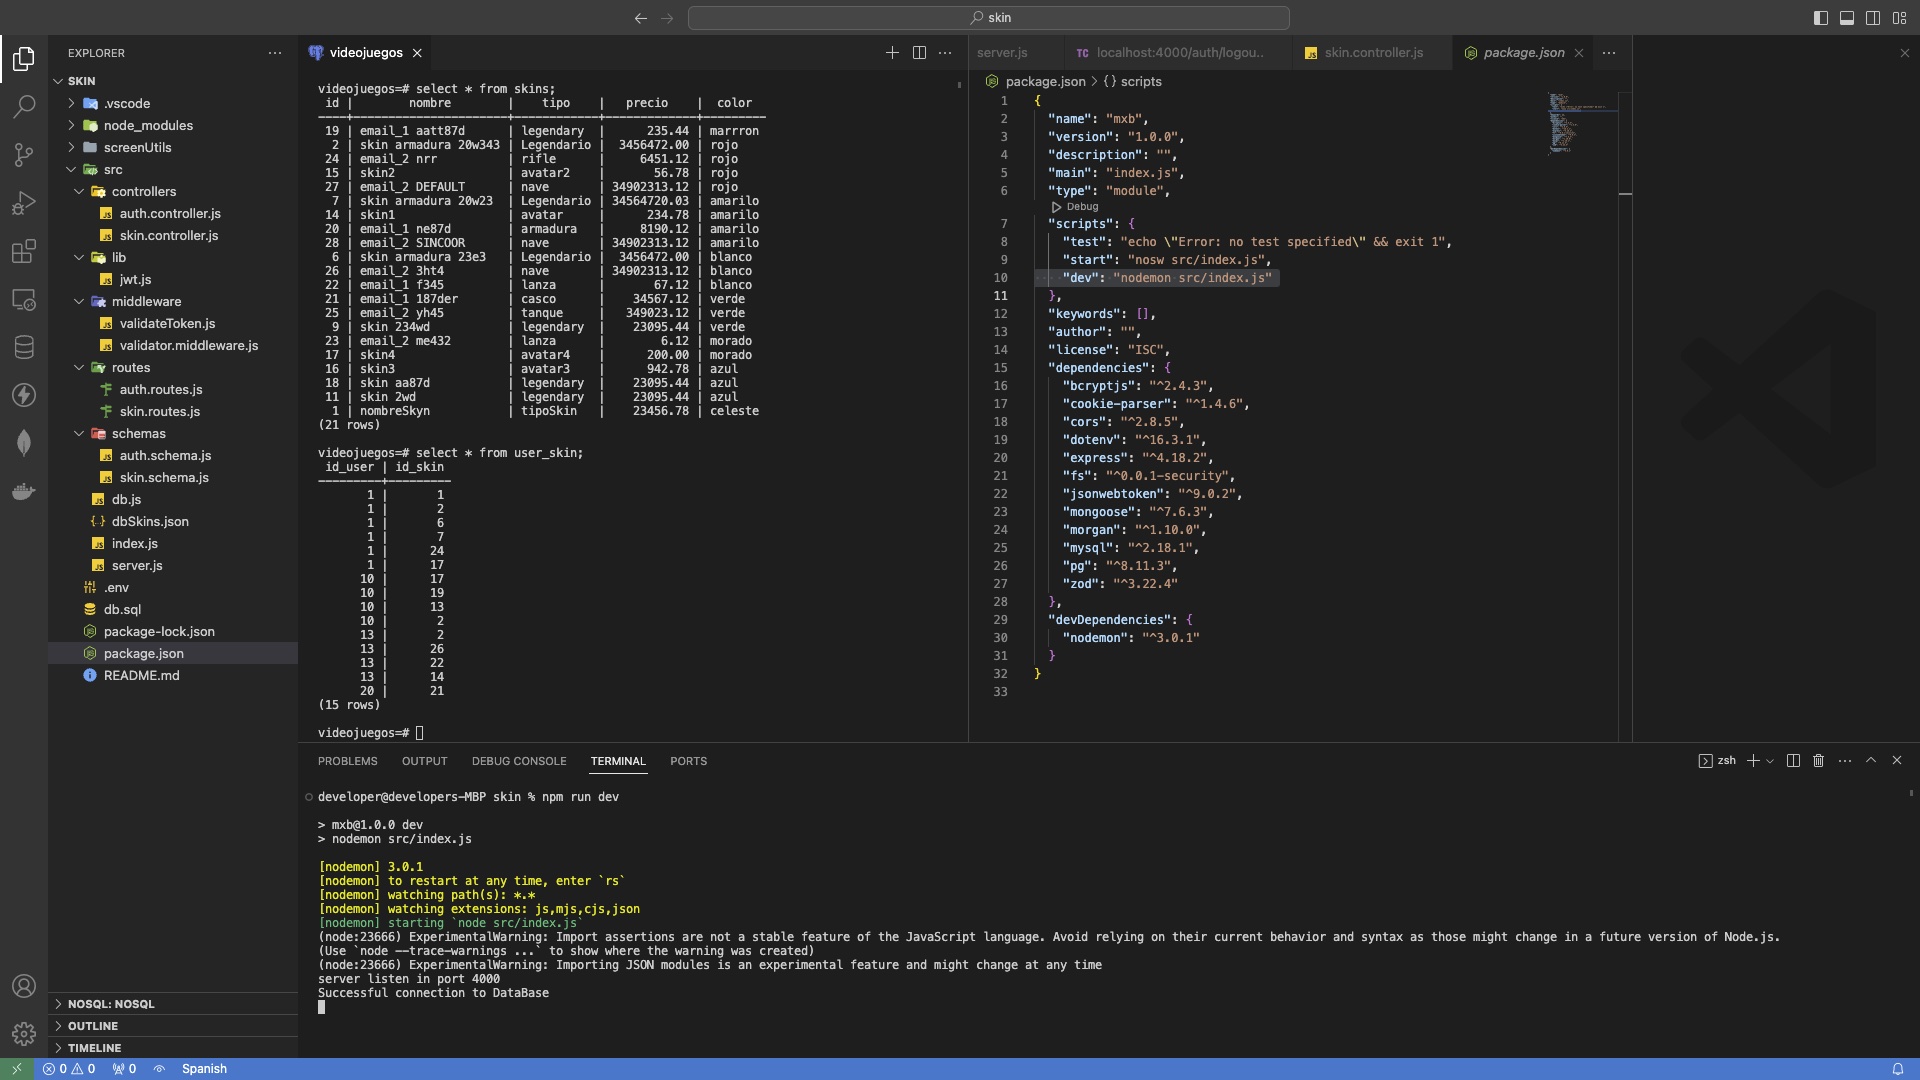 skin
EXPLORER
SKIN
.vscode
node_modules
screenUtils
src
controllers
auth.controller.js
skin.controller.js
lib
jwt.js
middleware
validateToken.js
validator.middleware.js
routes
auth.routes.js
skin.routes.js
schemas
auth.schema.js
skin.schema.js
db.js
dbSkins.json
index.js
server.js
.env
db.sql
package-lock.json
package.json
README.md
NOSQL: NOSQL
OUTLINE
TIMELINE
videojuegos
videojuegos=# select * from skins;
id | nombre | tipo | precio | color
----+----------------------+------------+-------------+---------
19 | email_1 aatt87d | legendary | 235.44 | marrron
2 | skin armadura 20w343 | Legendario | 3456472.00 | rojo
24 | email_2 nrr | rifle | 6451.12 | rojo
15 | skin2 | avatar2 | 56.78 | rojo
27 | email_2 DEFAULT | nave | 34902313.12 | rojo
7 | skin armadura 20w23 | Legendario | 34564720.03 | amarilo
14 | skin1 | avatar | 234.78 | amarilo
20 | email_1 ne87d | armadura | 8190.12 | amarilo
28 | email_2 SINCOOR | nave | 34902313.12 | amarilo
6 | skin armadura 23e3 | Legendario | 3456472.00 | blanco
26 | email_2 3ht4 | nave | 34902313.12 | blanco
22 | email_1 f345 | lanza | 67.12 | blanco
21 | email_1 187der | casco | 34567.12 | verde
25 | email_2 yh45 | tanque | 349023.12 | verde
9 | skin 234wd | legendary | 23095.44 | verde
23 | email_2 me432 | lanza | 6.12 | morado
17 | skin4 | avatar4 | 200.00 | morado
16 | skin3 | avatar3 | 942.78 | azul
18 | skin aa87d | legendary | 23095.44 | azul
11 | skin 2wd | legendary | 23095.44 | azul
1 | nombreSkyn | tipoSkin | 23456.78 | celeste
(21 rows)
videojuegos=# select * from user_skin;
id_user | id_skin
---------+---------
1 | 1
1 | 2
1 | 6
1 | 7
1 | 24
1 | 17
10 | 17
10 | 19
10 | 13
10 | 2
13 | 2
13 | 26
13 | 22
13 | 14
20 | 21
(15 rows)
videojuegos=#
server.js
TC localhost:4000/auth/logou..
skin.controller.js
package.json
package.json > {} scripts
1 {
2 "name": "mxb",
3 "version": "1.0.0",
4 "description": "",
5 "main": "index.js",
6 "type": "module",
Debug
7 "scripts": {
8 "test": "echo \"Error: no test specified\" && exit 1",
9 "start": "nosw src/index.js",
10 "dev": "nodemon src/index.js"
11 },
12 "keywords": [],
13 "author": "",
14 "license": "ISC",
15 "dependencies": {
16 "bcryptjs": "^2.4.3",
17 "cookie-parser": "^1.4.6",
18 "cors": "^2.8.5",
19 "dotenv": "^16.3.1",
20 "express": "^4.18.2",
21 "fs": "^0.0.1-security",
22 "jsonwebtoken": "^9.0.2",
23 "mongoose": "^7.6.3",
24 "morgan": "^1.10.0",
25 "mysql": "^2.18.1",
26 "pg": "^8.11.3",
27 "zod": "^3.22.4"
28 },
29 "devDependencies": {
30 "nodemon": "^3.0.1"
31 }
32 }
33
PROBLEMS OUTPUT DEBUG CONSOLE TERMINAL PORTS
zsh
developer@developers-MBP skin % npm run dev
> mxb@1.0.0 dev
> nodemon src/index.js
[nodemon] 3.0.1
[nodemon] to restart at any time, enter `rs`
[nodemon] watching path(s): *.*
[nodemon] watching extensions: js,mjs,cjs,json
[nodemon] starting `node src/index.js`
(node:23666) ExperimentalWarning: Import assertions are not a stable feature of the JavaScript language. Avoid relying on their current behavior and syntax as those might change in a future version of Node.js.
(Use `node --trace-warnings ...` to show where the warning was created)
(node:23666) ExperimentalWarning: Importing JSON modules is an experimental feature and might change at any time
server listen in port 4000
Successful connection to DataBase
0 0 0 Spanish